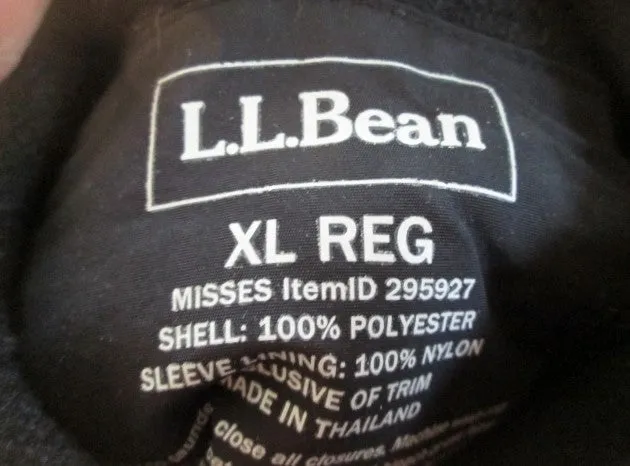 L.L.Bean
XL REG
MISSES ItemID 295927
SHELL: 100% POLYESTER
SLEEVE LINING: 100% NYLON
EXCLUSIVE OF TRIM
MADE IN THAILAND
close all closures. Machine